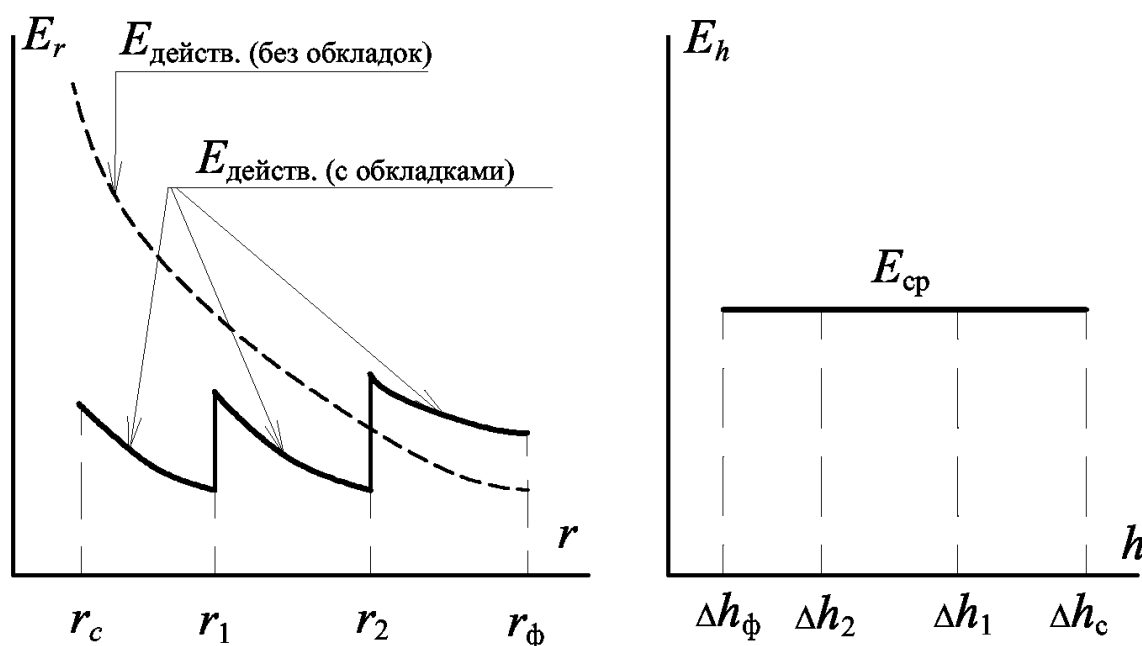 E_r
E_действ. (без обкладок)
E_действ. (с обкладками)
r
r_c r_1 r_2 r_ф
E_h
E_ср
h
Δh_ф Δh_2 Δh_1 Δh_с